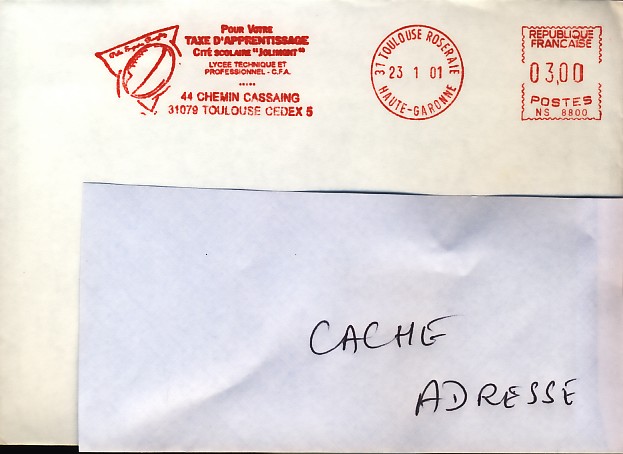 POUR VOTRE
TAXE D'APPRENTISSAGE
CITÉ SCOLAIRE "JOLIMONT"
LYCEE TECHNIQUE ET
PROFESSIONNEL - C.F.A.
44 CHEMIN CASSAING
31079 TOULOUSE CEDEX 5
31 TOULOUSE ROSERAIE
23 1 01
HAUTE-GARONNE
REPUBLIQUE
FRANCAISE
03,00
POSTES
NS 8800
CACHE
ADRESSE